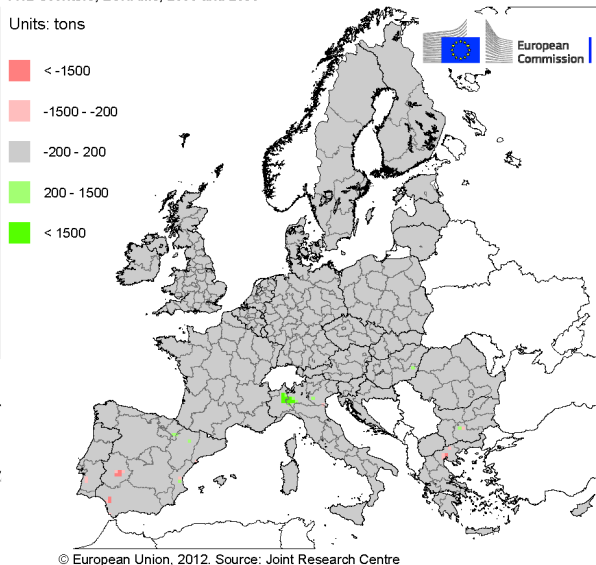 Units: tons
< -1500
-1500 - -200
-200 - 200
200 - 1500
< 1500
European
Commission
© European Union, 2012. Source: Joint Research Centre